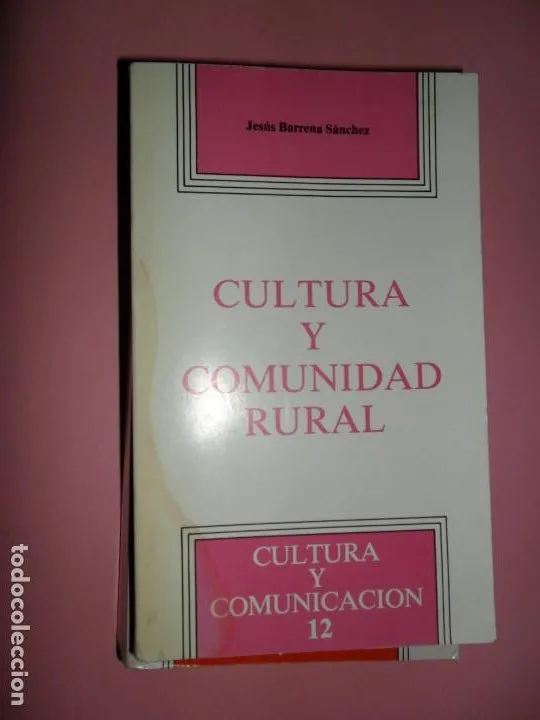 Jesús Barrena Sánchez
CULTURA
Y
COMUNIDAD
RURAL
CULTURA
Y
COMUNICACION
12
todocoleccion